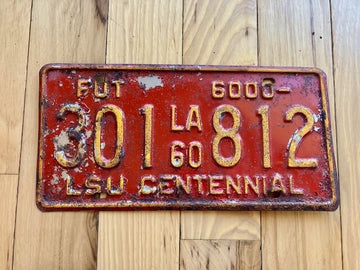 FUT 6000-
301 LA 60 812
LSU CENTENNIAL